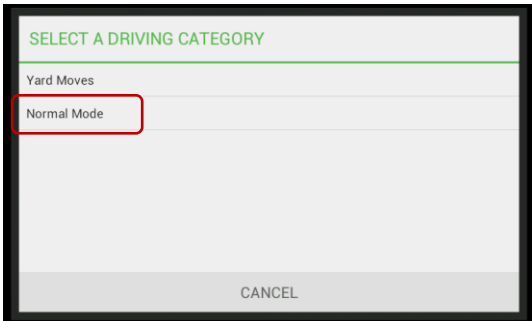 SELECT A DRIVING CATEGORY
Yard Moves
Normal Mode
CANCEL